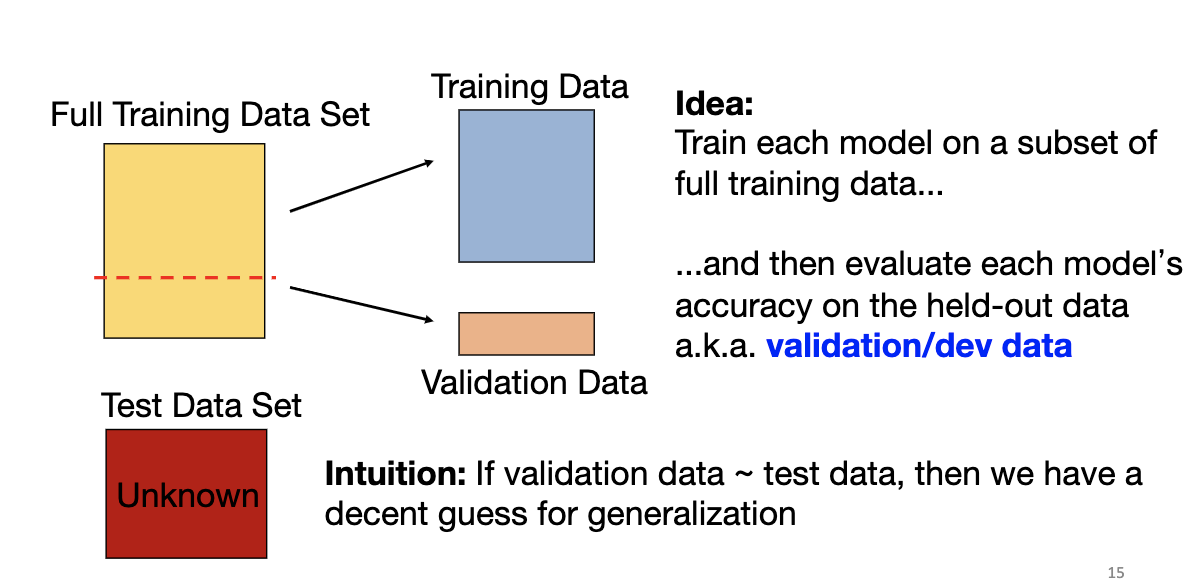 Full Training Data Set
Training Data
Validation Data
Idea:
Train each model on a subset of
full training data...
...and then evaluate each model’s
accuracy on the held-out data
a.k.a. validation/dev data
Test Data Set
Unknown
Intuition: If validation data ~ test data, then we have a
decent guess for generalization
15